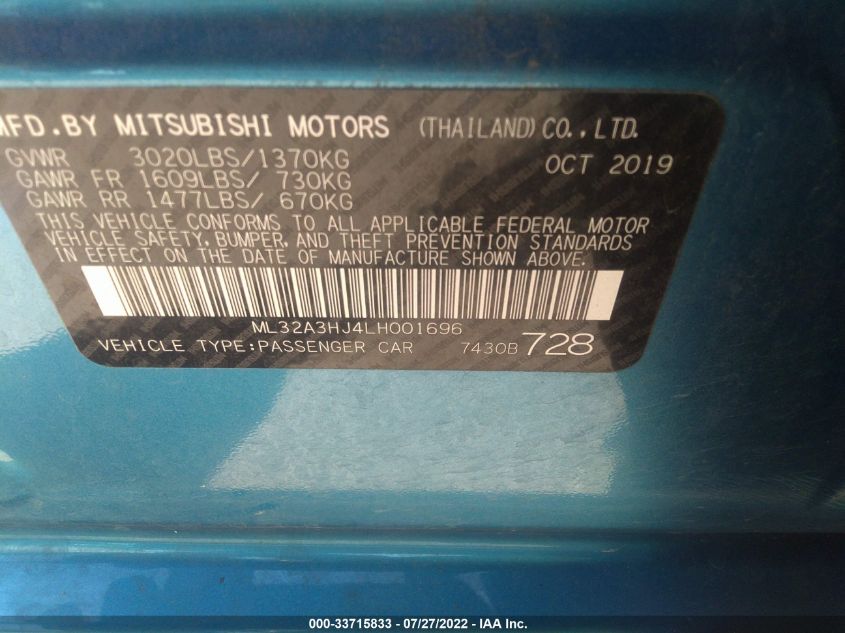 MFD.BY MITSUBISHI MOTORS (THAILAND) CO., LTD.
GVWR 3020LBS/1370KG OCT 2019
GAWR FR 1609LBS/ 730KG
GAWR RR 1477LBS/ 670KG
THIS VEHICLE CONFORMS TO ALL APPLICABLE FEDERAL MOTOR
VEHICLE SAFETY, BUMPER, AND THEFT PREVENTION STANDARDS
IN EFFECT ON THE DATE OF MANUFACTURE SHOWN ABOVE.
ML32A3HJ4LH001696
VEHICLE TYPE:PASSENGER CAR 7430B 728
000-33715833 - 07/27/2022 - IAA Inc.